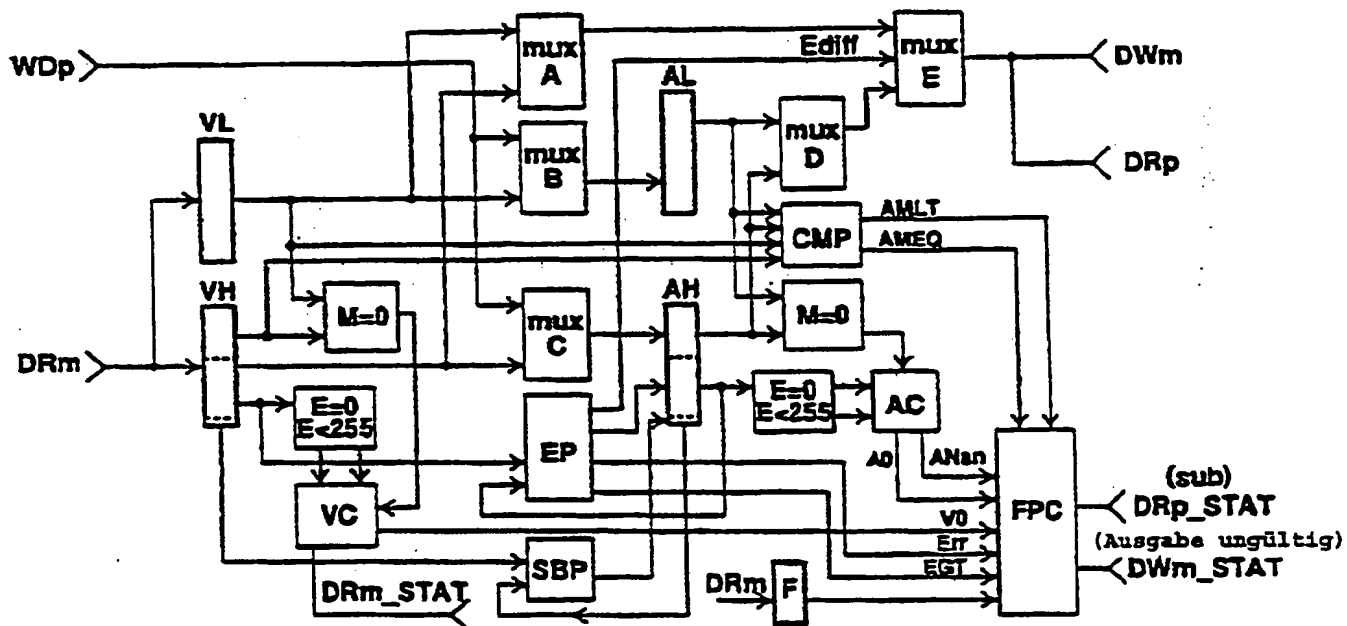 WDp
mux
A
Ediff
mux
E
DWm
VL
AL
mux
B
mux
D
DRp
CMP
AMLT
AMEQ
VH
M=0
mux
C
AH
M=0
DRm
E=0
E<255
EP
E=0
E<255
AC
A0
ANan
VC
V0
FPC
(sub)
DRp_STAT
(Ausgabe ungültig)
DWm_STAT
Err
EGT
SBP
DRm_STAT
DRm
F